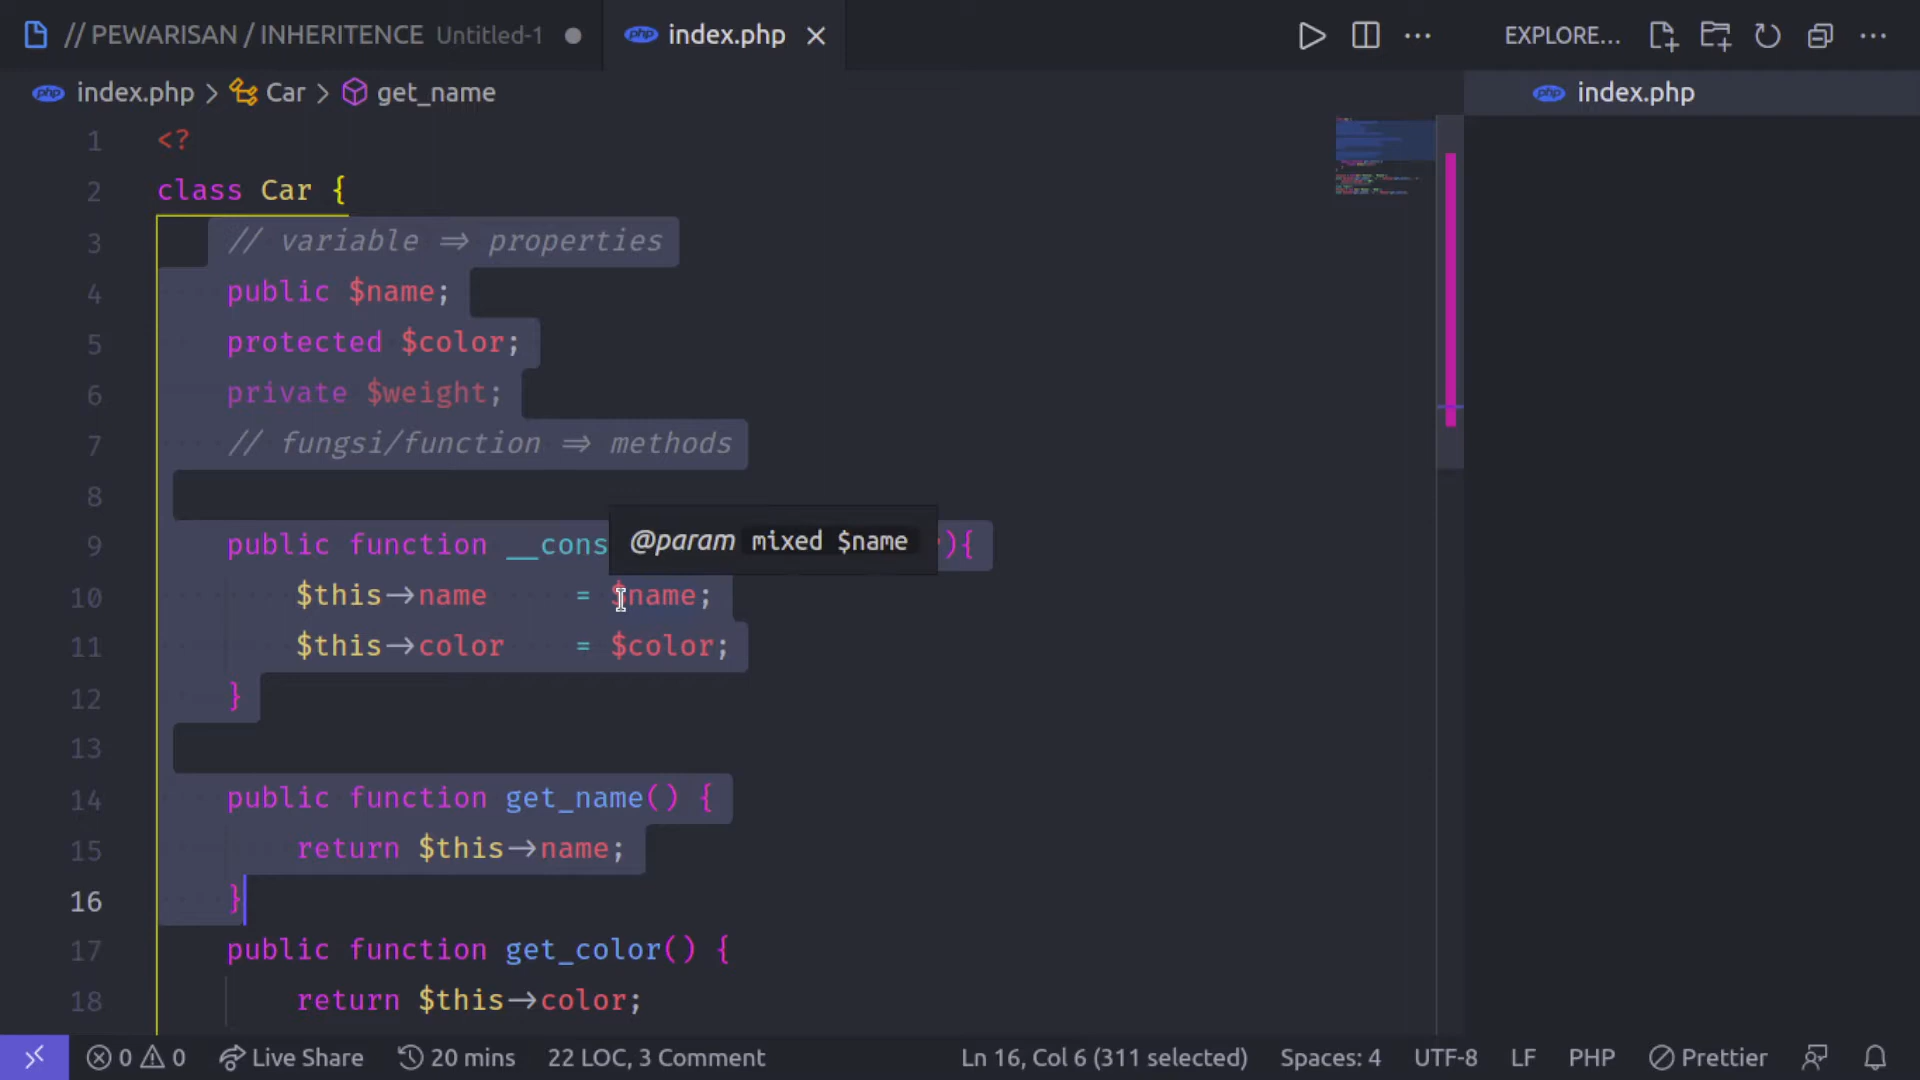 // PEWARISAN / INHERITENCE Untitled-1 index.php EXPLORE...
index.php > Car > get_name
index.php
1 <?
2 class Car {
3 // variable => properties
4 public $name;
5 protected $color;
6 private $weight;
7 // fungsi/function => methods
8
9 public function __cons ){
@param mixed $name
10 $this->name = $name;
11 $this->color = $color;
12 }
13
14 public function get_name() {
15 return $this->name;
16 }
17 public function get_color() {
18 return $this->color;
0 0 Live Share 20 mins 22 LOC, 3 Comment Ln 16, Col 6 (311 selected) Spaces: 4 UTF-8 LF PHP Prettier